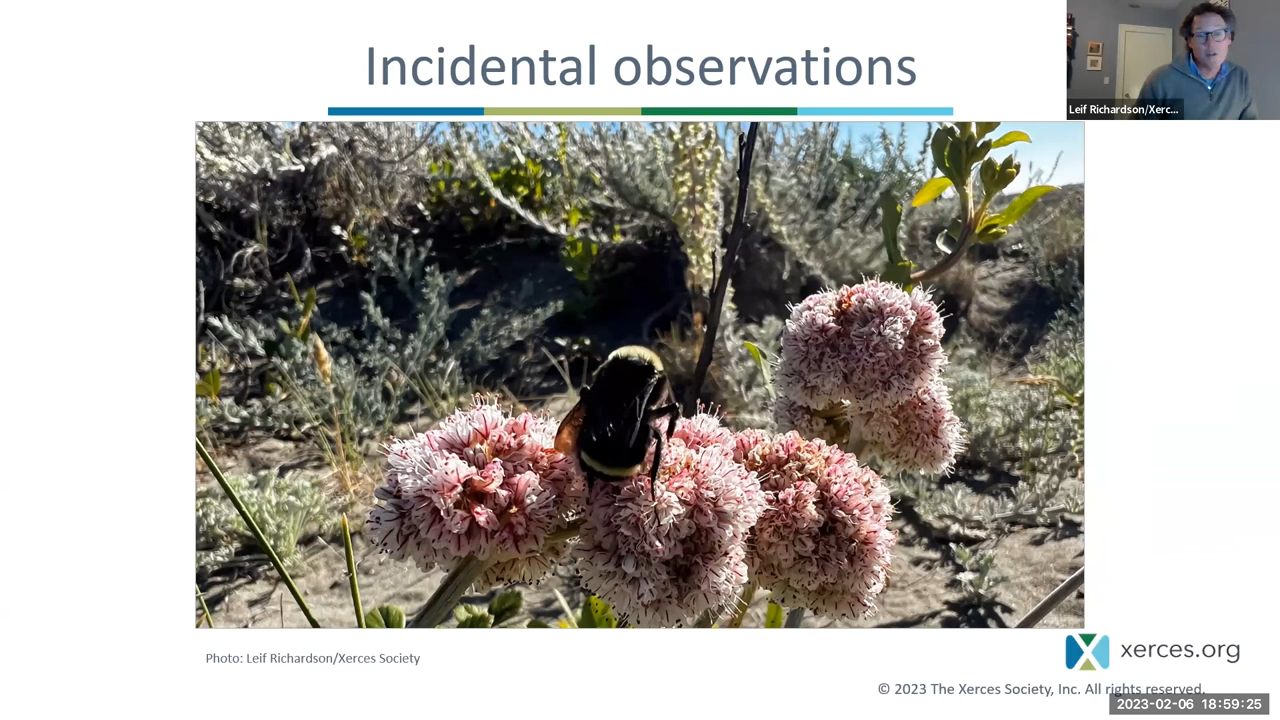 Incidental observations
Leif Richardson/Xerc...
Photo: Leif Richardson/Xerces Society
xerces.org
© 2023 The Xerces Society, Inc. All rights reserved.
2023-02-06 18:59:25